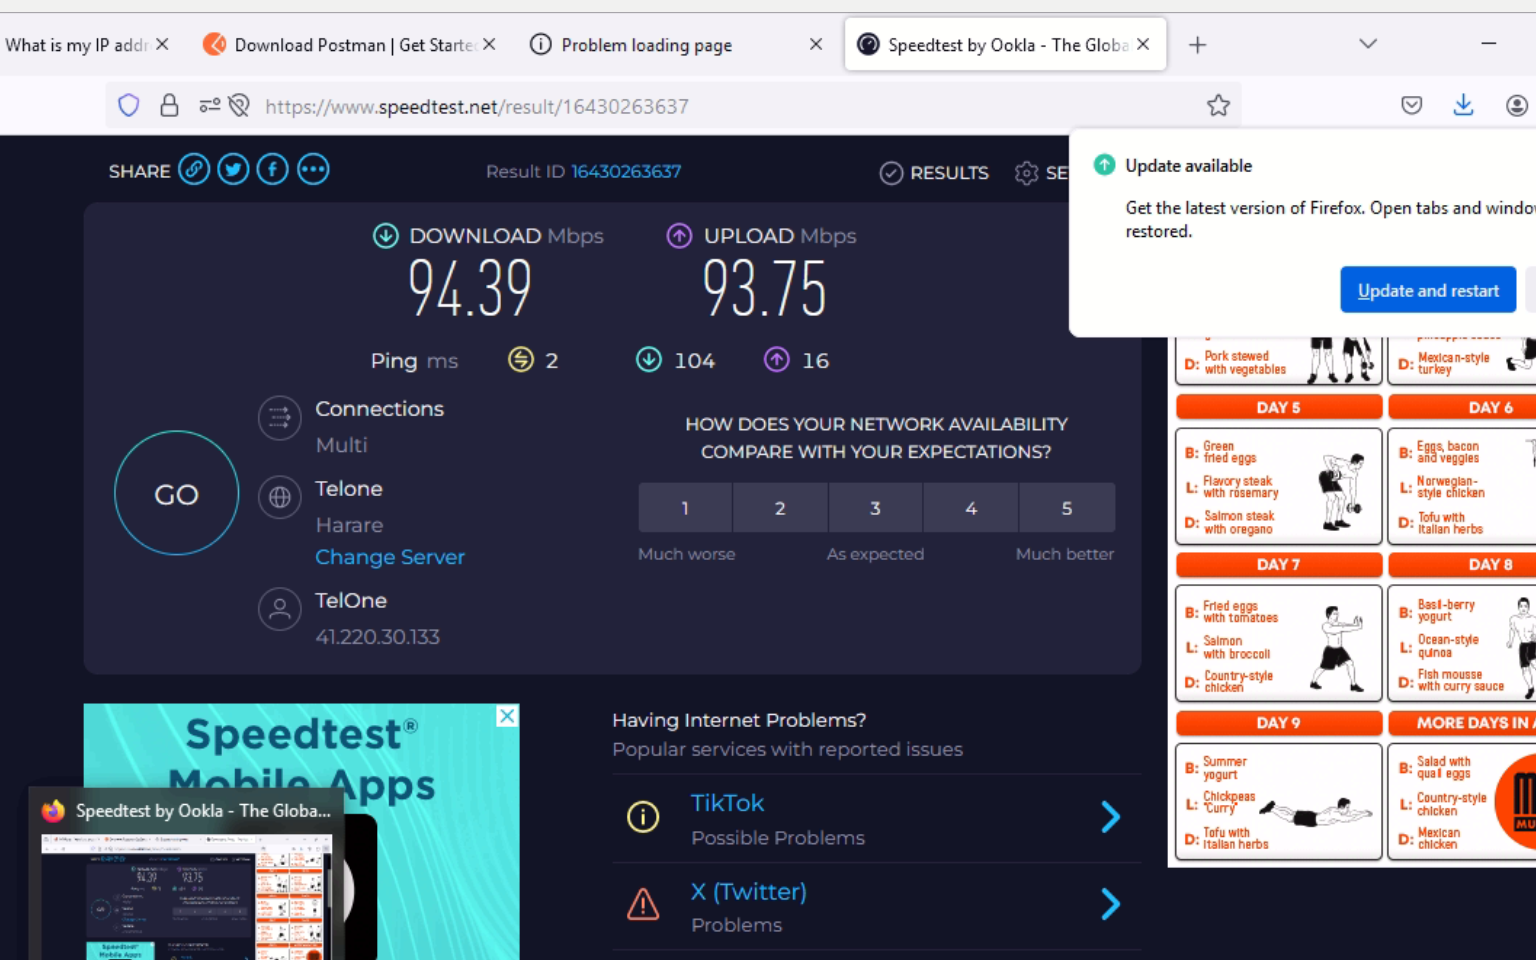 What is my IP addr
Download Postman | Get Starte
Problem loading page
Speedtest by Ookla - The Globa
https://www.speedtest.net/result/16430263637
Update available
Get the latest version of Firefox. Open tabs and windo
restored.
Update and restart
SHARE
Result ID 16430263637
RESULTS
SE
DOWNLOAD Mbps
94.39
UPLOAD Mbps
93.75
Ping ms 2 104 16
GO
Connections
Multi
Telone
Harare
Change Server
TelOne
41.220.30.133
HOW DOES YOUR NETWORK AVAILABILITY
COMPARE WITH YOUR EXPECTATIONS?
1 2 3 4 5
Much worse As expected Much better
D: Pork stewed
with vegetables
D: Mexican-style
turkey
DAY 5
B: Green
fried eggs
L: Flavory steak
with rosemary
D: Salmon steak
with oregano
DAY 6
B: Eggs, bacon
and veggies
L: Norwegian-
style chicken
D: Tofu with
Italian herbs
DAY 7
B: Fried eggs
with tomatoes
L: Salmon
with broccoli
D: Country-style
chicken
DAY 8
B: Basil-berry
yogurt
L: Ocean-style
quinoa
D: Fish mousse
with curry sauce
DAY 9
B: Summer
yogurt
L: Chickpeas
"Curry"
D: Tofu with
Italian herbs
MORE DAYS IN
B: Salad with
quail eggs
L: Country-style
chicken
D: Mexican
chicken
MU
Speedtest®
Mobile Apps
Speedtest by Ookla - The Globa...
94.39 93.75
Speedtest
Mobile Apps
Having Internet Problems?
Popular services with reported issues
TikTok
Possible Problems
X (Twitter)
Problems